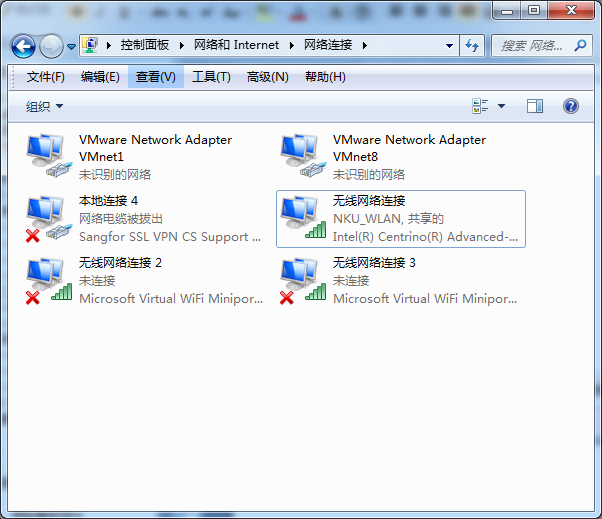 控制面板 ▸ 网络和 Internet ▸ 网络连接 ▸
搜索 网络...
文件(F) 编辑(E) 查看(V) 工具(T) 高级(N) 帮助(H)
组织
VMware Network Adapter
VMnet1
未识别的网络
VMware Network Adapter
VMnet8
未识别的网络
本地连接 4
网络电缆被拔出
Sangfor SSL VPN CS Support ...
无线网络连接
NKU_WLAN, 共享的
Intel(R) Centrino(R) Advanced-...
无线网络连接 2
未连接
Microsoft Virtual WiFi Minipor...
无线网络连接 3
未连接
Microsoft Virtual WiFi Minipor...